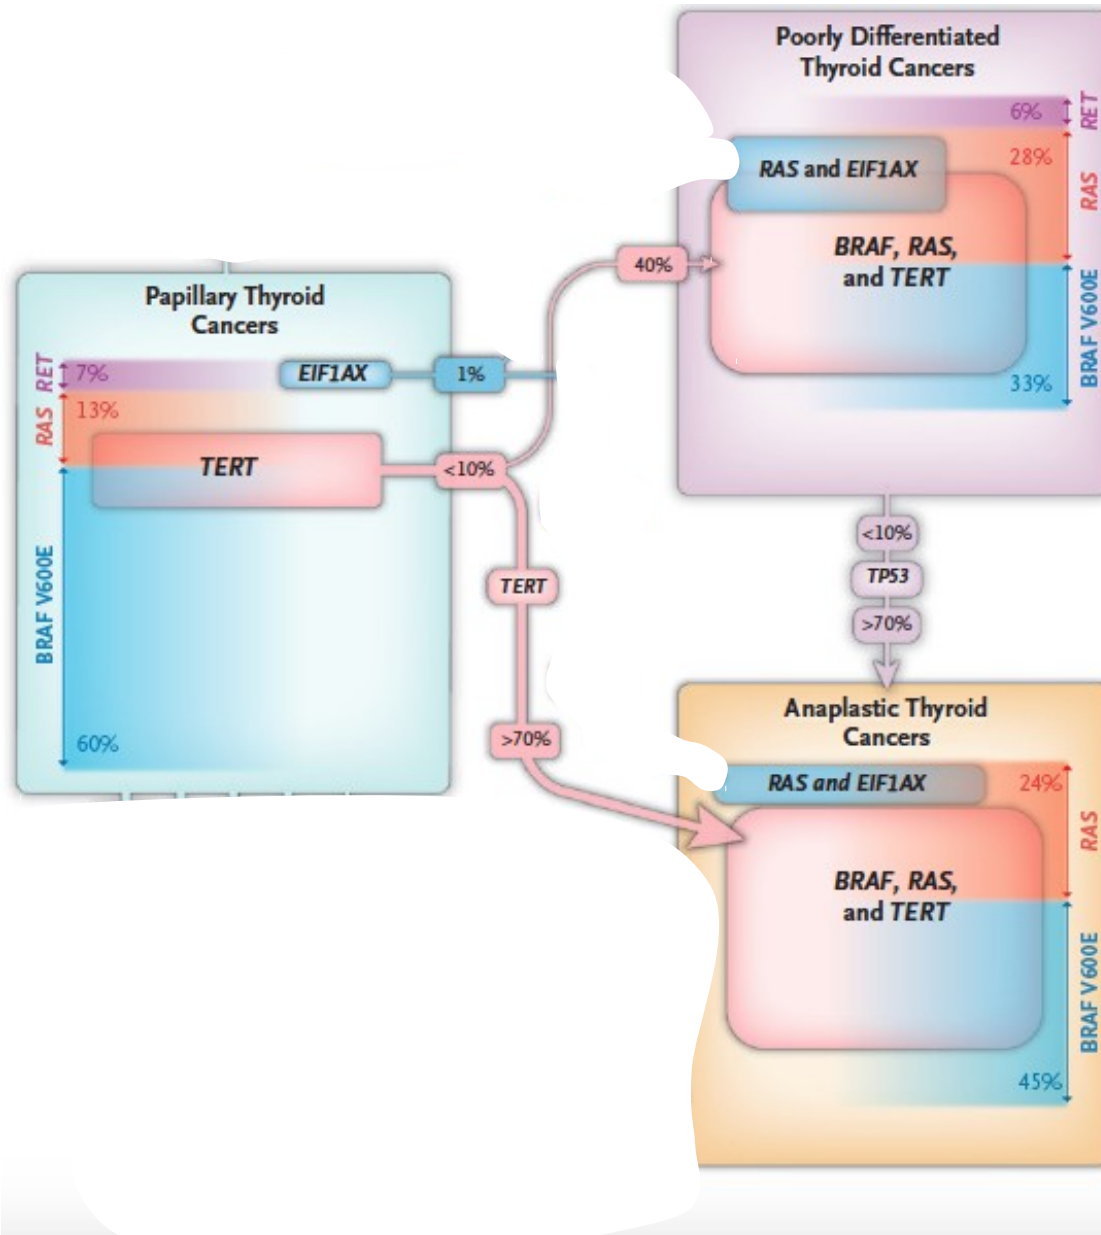 Poorly Differentiated
Thyroid Cancers
6%
RET
28%
RAS
RAS and EIF1AX
BRAF, RAS,
and TERT
33%
BRAF V600E
40%
Papillary Thyroid
Cancers
RET
7%
EIF1AX
1%
RAS
13%
TERT
<10%
BRAF V600E
60%
TERT
>70%
<10%
TP53
>70%
Anaplastic Thyroid
Cancers
RAS and EIF1AX
24%
RAS
BRAF, RAS,
and TERT
45%
BRAF V600E